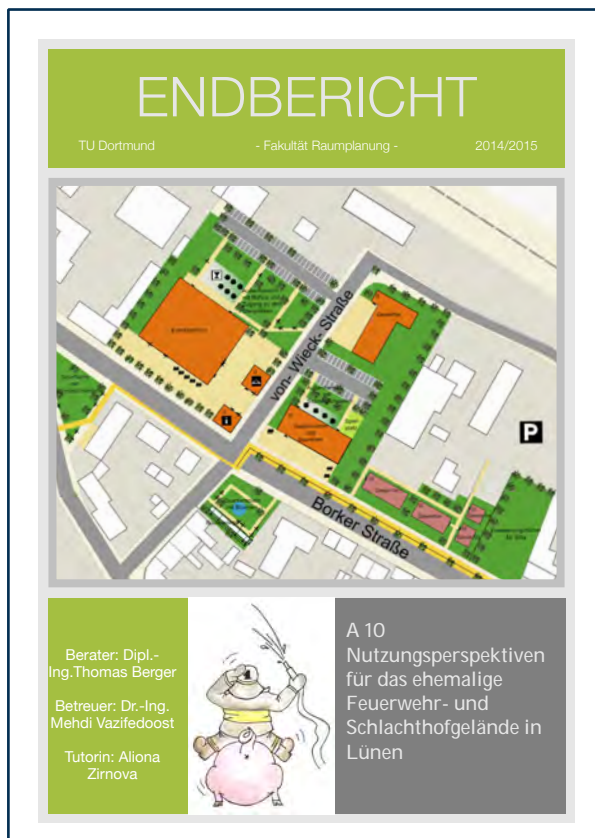 ENDBERICHT
TU Dortmund - Fakultät Raumplanung - 2014/2015
von- Wieck- Straße
P
i
Borker Straße
Berater: Dipl.-
Ing.Thomas Berger
Betreuer: Dr.-Ing.
Mehdi Vazifedoost
Tutorin: Aliona
Zirnova
A 10
Nutzungsperspektiven
für das ehemalige
Feuerwehr- und
Schlachthofgelände in
Lünen